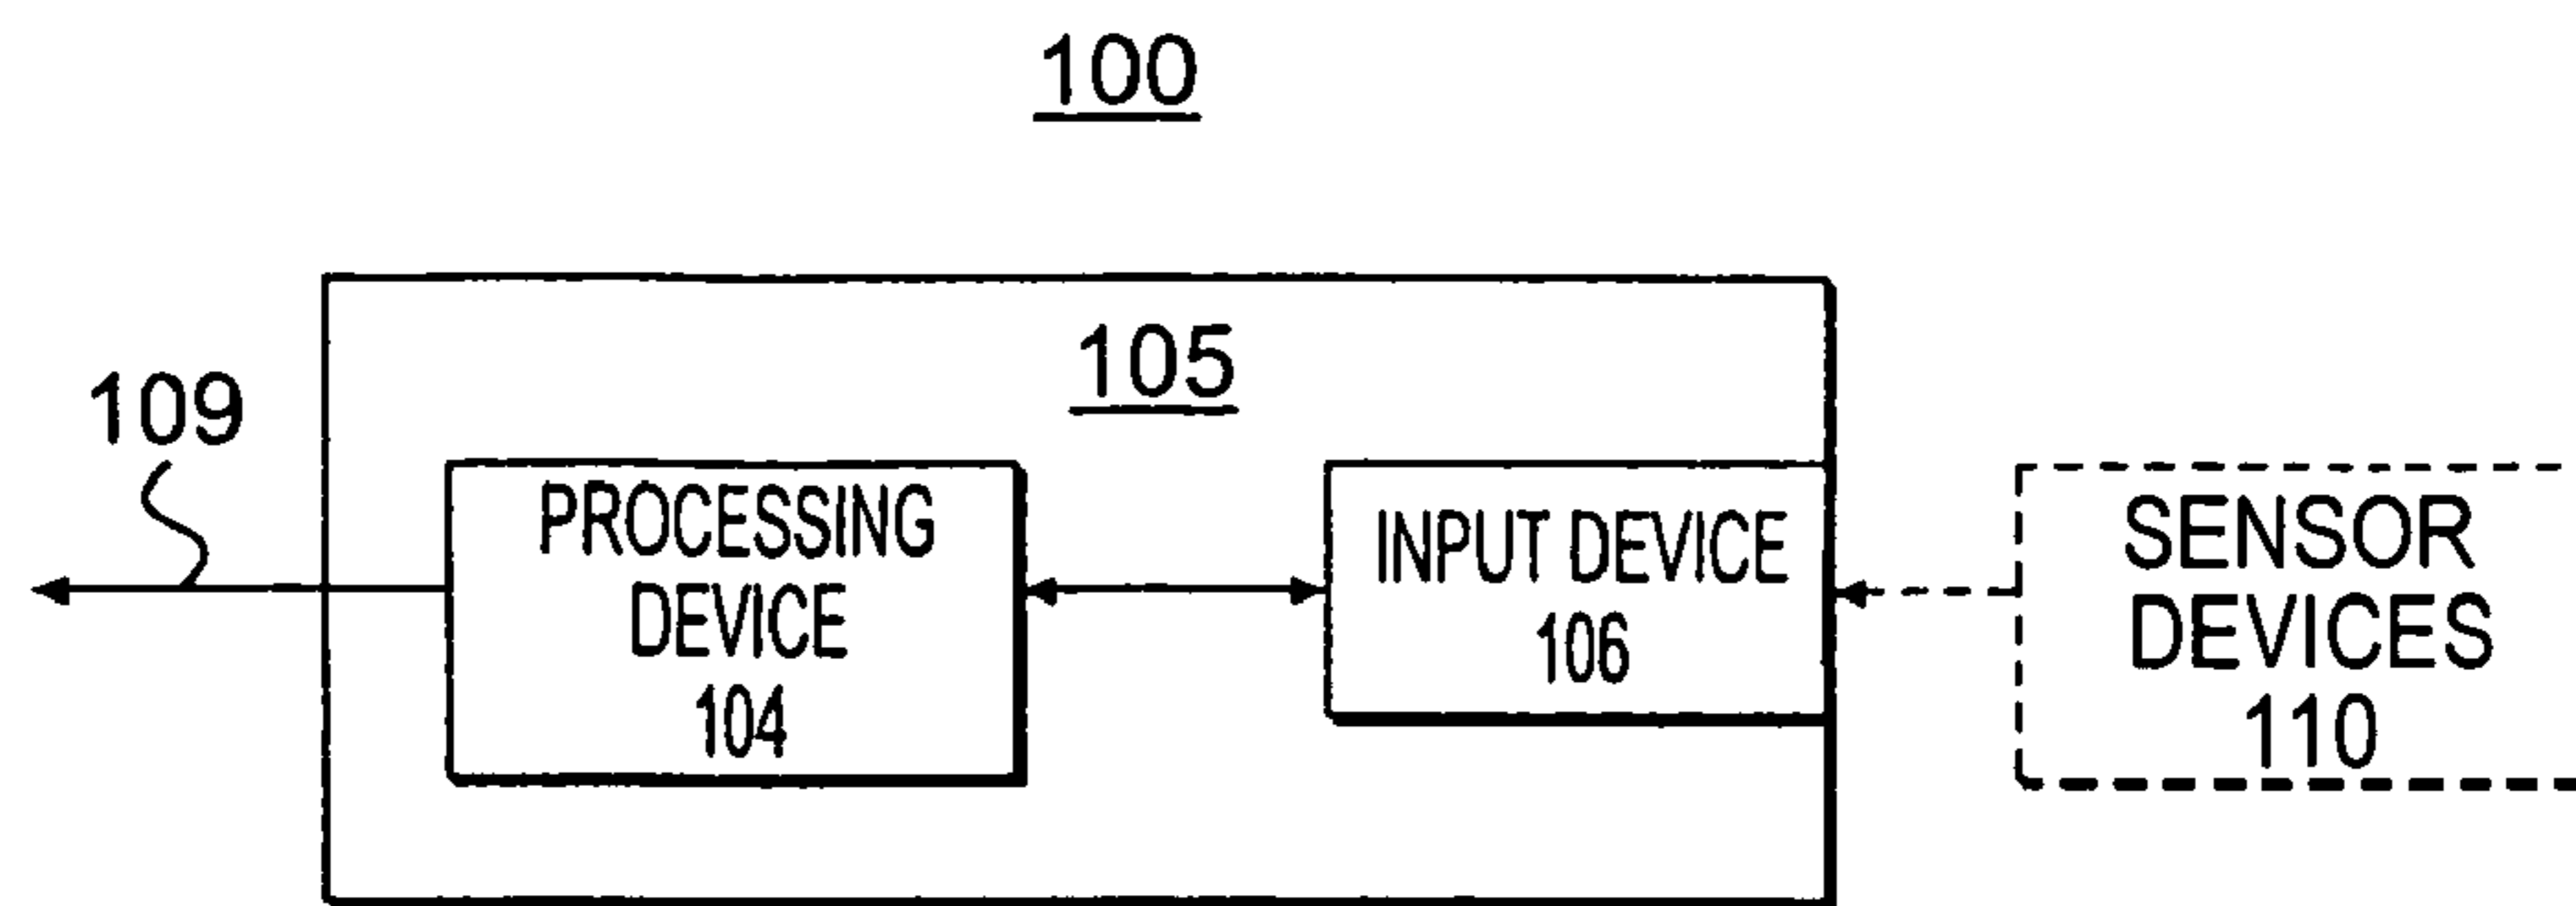 100
105
109
PROCESSING
DEVICE
104
INPUT DEVICE
106
SENSOR
DEVICES
110